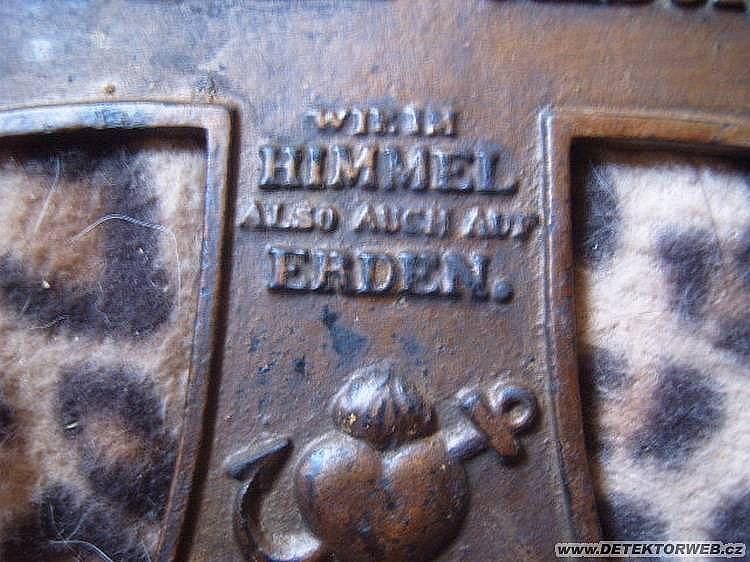 WIE IM
HIMMEL
ALSO AUCH AUF
ERDEN.
WWW.DETEKTORWEB.CZ